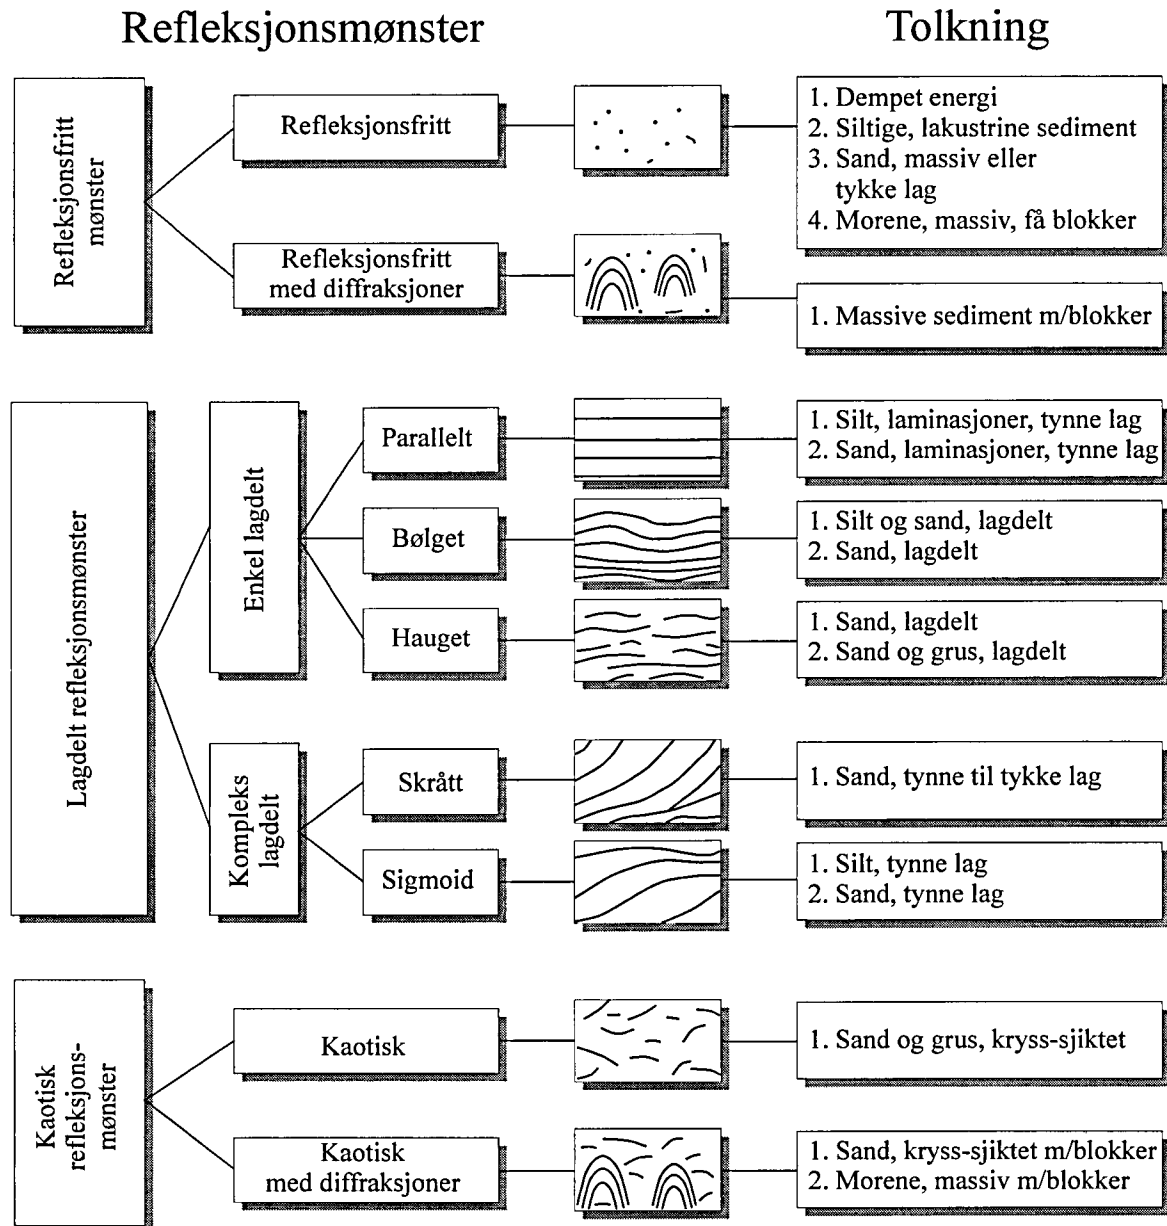 Refleksjonsmønster
Tolkning
Refleksjonsfritt
mønster
Refleksjonsfritt
1. Dempet energi
2. Siltige, lakustrine sediment
3. Sand, massiv eller
tykke lag
4. Morene, massiv, få blokker
Refleksjonsfritt
med diffraksjoner
1. Massive sediment m/blokker
Lagdelt refleksjonsmønster
Enkel lagdelt
Parallelt
1. Silt, laminasjoner, tynne lag
2. Sand, laminasjoner, tynne lag
Bølget
1. Silt og sand, lagdelt
2. Sand, lagdelt
Hauget
1. Sand, lagdelt
2. Sand og grus, lagdelt
Kompleks
lagdelt
Skrått
1. Sand, tynne til tykke lag
Sigmoid
1. Silt, tynne lag
2. Sand, tynne lag
Kaotisk
refleksjons-
mønster
Kaotisk
1. Sand og grus, kryss-sjiktet
Kaotisk
med diffraksjoner
1. Sand, kryss-sjiktet m/blokker
2. Morene, massiv m/blokker